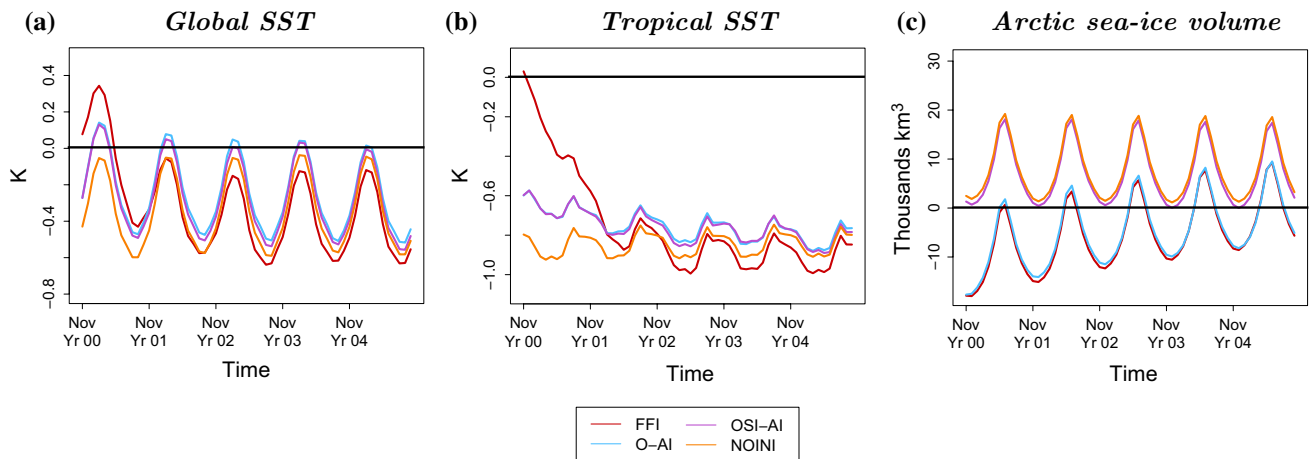 (a) Global SST
0.4
0.2
0.0
−0.4
−0.8
K
Nov Nov Nov Nov Nov
Yr 00 Yr 01 Yr 02 Yr 03 Yr 04
Time
(b) Tropical SST
0.0
−0.2
−0.6
−1.0
K
Nov Nov Nov Nov Nov
Yr 00 Yr 01 Yr 02 Yr 03 Yr 04
Time
(c) Arctic sea-ice volume
30
20
10
0
−10
Thousands km³
Nov Nov Nov Nov Nov
Yr 00 Yr 01 Yr 02 Yr 03 Yr 04
Time
FFI OSI−AI
O−AI NOINI